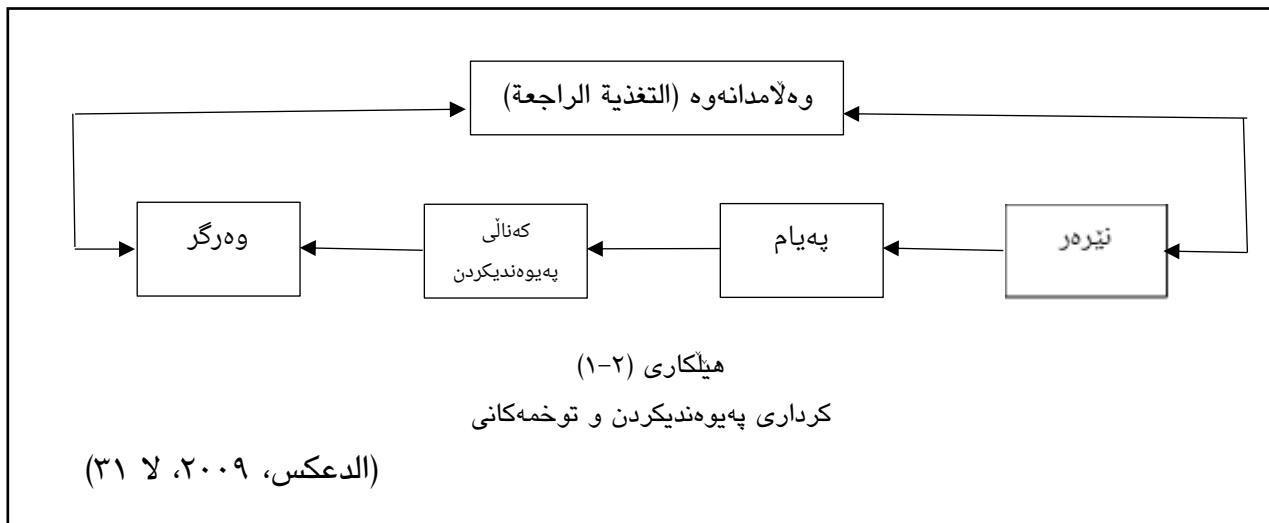 وەڵامدانەوە (التغذية الراجعة)
نێرەر
پەیام
کەناڵی
پەیوەندیکردن
وەرگر
هێڵکاری (٢-١)
کرداری پەیوەندیکردن و توخمەکانی
(الدعكس، ٢٠٠٩، لا ٣١)